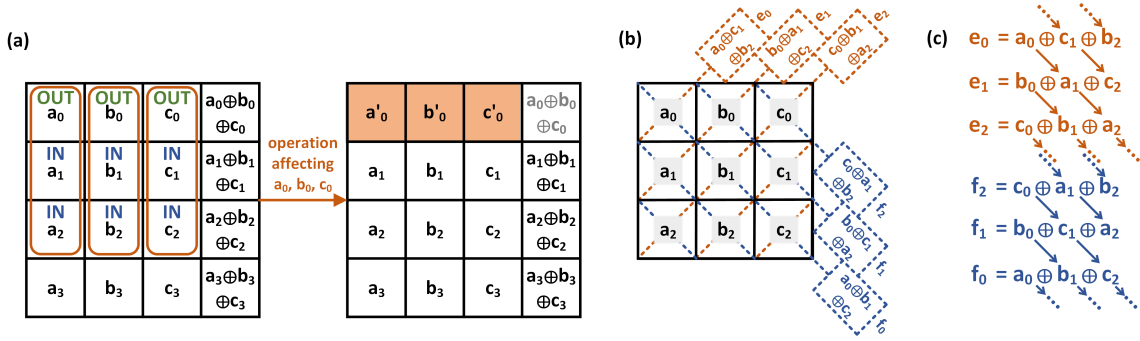 (a)
OUT OUT OUT
a₀ b₀ c₀ a₀⊕b₀
⊕c₀
IN IN IN
a₁ b₁ c₁ a₁⊕b₁
⊕c₁
IN IN IN
a₂ b₂ c₂ a₂⊕b₂
⊕c₂
a₃ b₃ c₃ a₃⊕b₃
⊕c₃
operation
affecting
a₀, b₀, c₀
a'₀ b'₀ c'₀ a₀⊕b₀
⊕c₀
a₁ b₁ c₁ a₁⊕b₁
⊕c₁
a₂ b₂ c₂ a₂⊕b₂
⊕c₂
a₃ b₃ c₃ a₃⊕b₃
⊕c₃
(b)
a₀⊕c₁
⊕b₂
e₀
b₀⊕a₁
⊕c₂
e₁
c₀⊕b₁
⊕a₂
e₂
a₀ b₀ c₀
a₁ b₁ c₁
a₂ b₂ c₂
c₀⊕a₁
⊕b₂
f₂
b₀⊕c₁
⊕a₂
f₁
a₀⊕b₁
⊕c₂
f₀
(c)
e₀ = a₀ ⊕ c₁ ⊕ b₂
e₁ = b₀ ⊕ a₁ ⊕ c₂
e₂ = c₀ ⊕ b₁ ⊕ a₂
f₂ = c₀ ⊕ a₁ ⊕ b₂
f₁ = b₀ ⊕ c₁ ⊕ a₂
f₀ = a₀ ⊕ b₁ ⊕ c₂